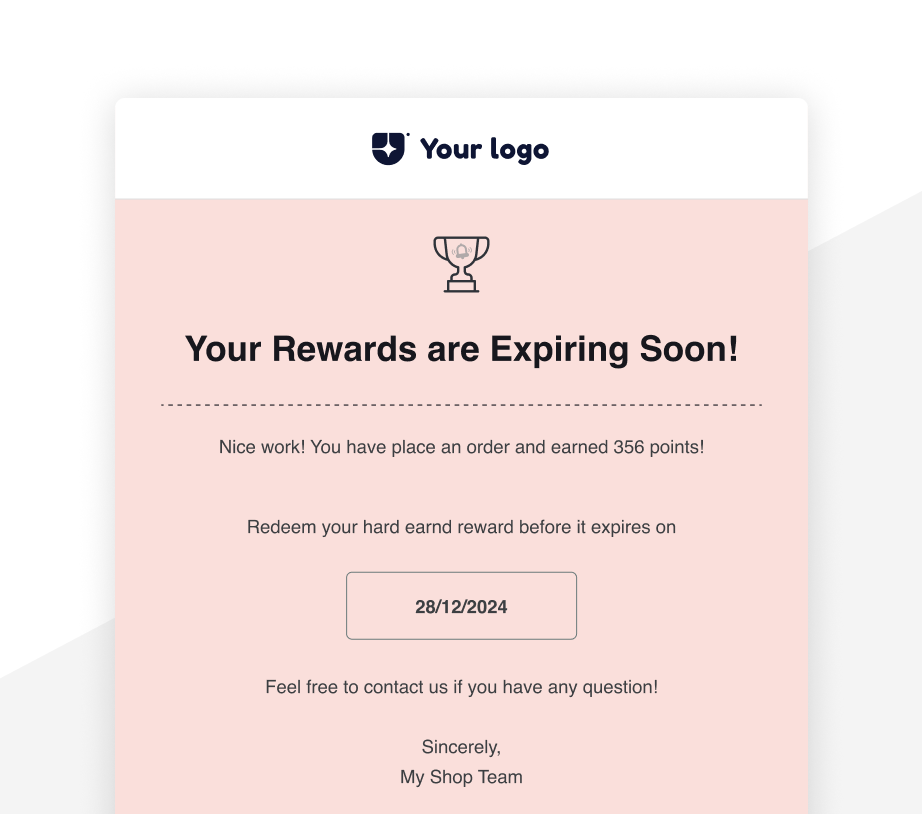 Your logo
Your Rewards are Expiring Soon!
Nice work! You have place an order and earned 356 points!
Redeem your hard earnd reward before it expires on
28/12/2024
Feel free to contact us if you have any question!
Sincerely,
My Shop Team